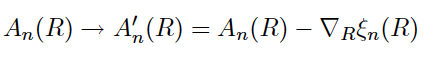 A_n(R) → A′_n(R) = A_n(R) − ∇_R ξ_n(R)